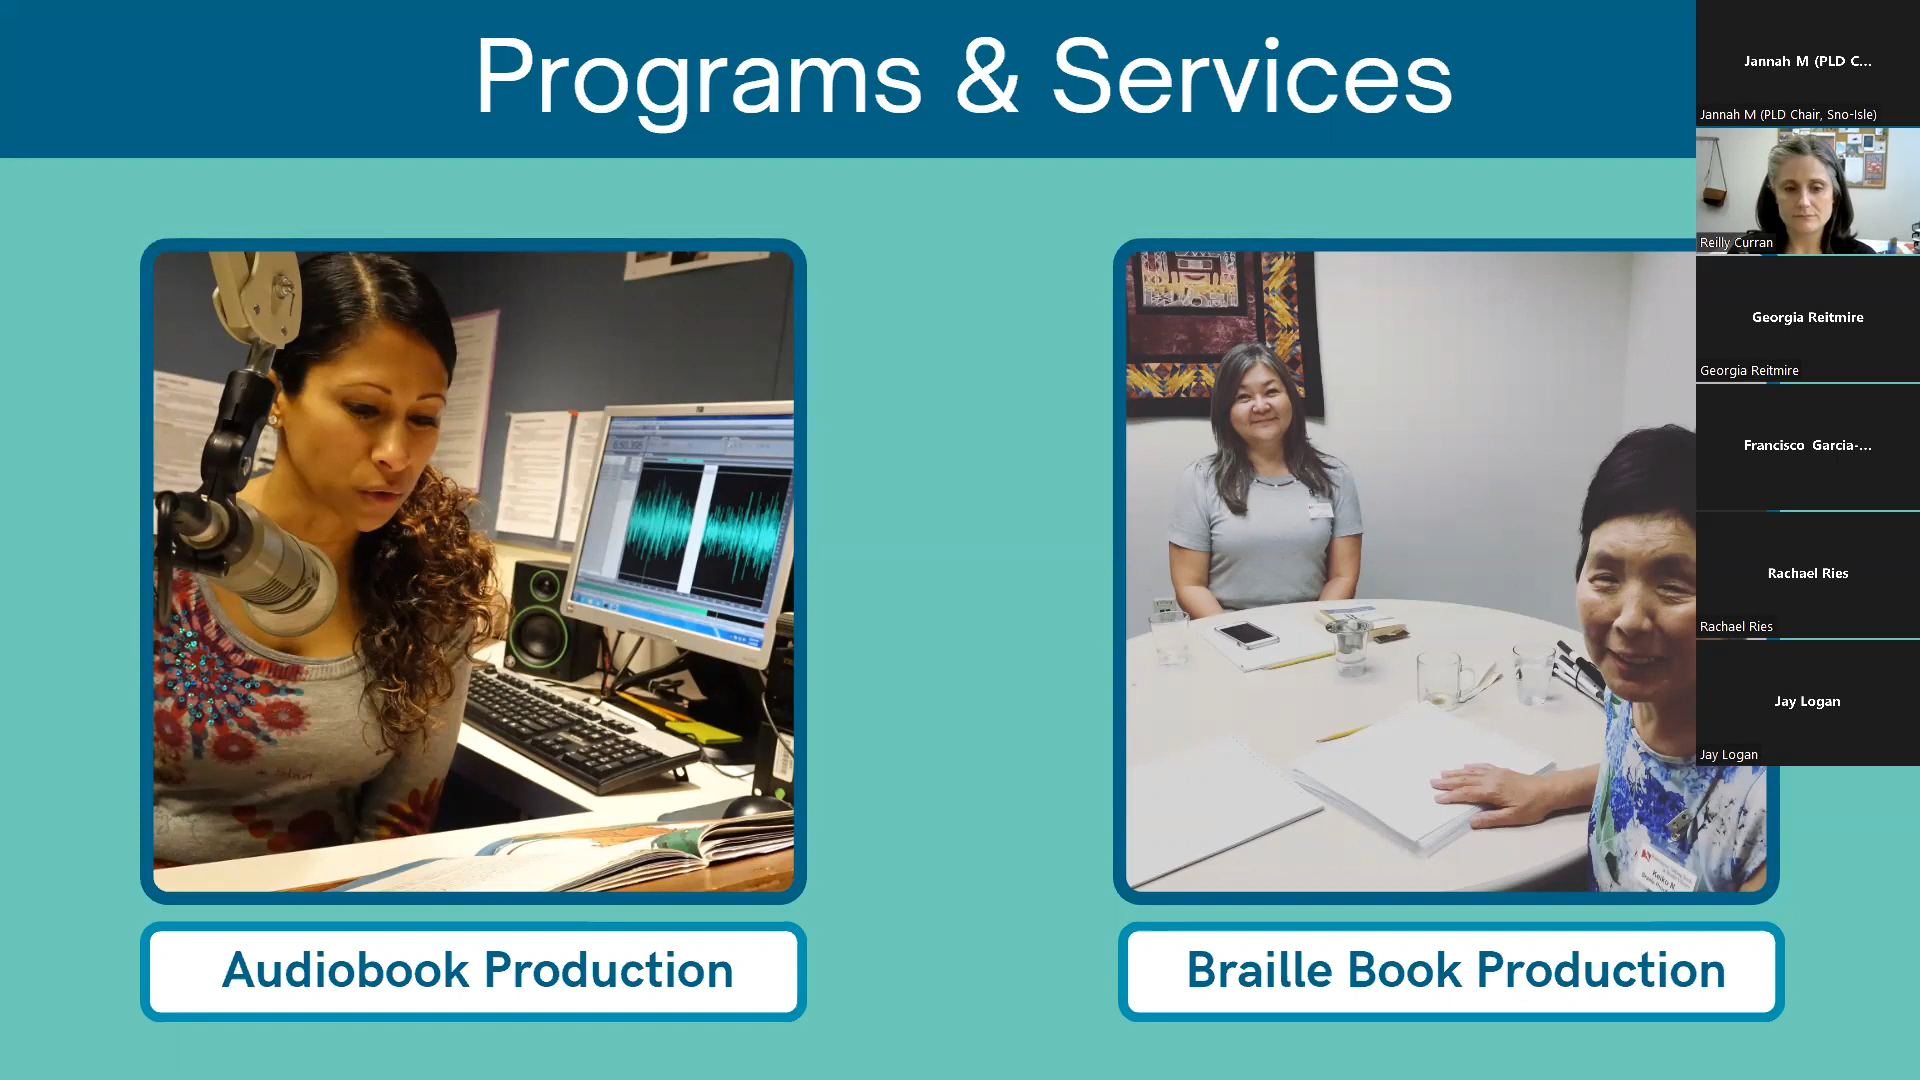 Programs & Services
Audiobook Production
Braille Book Production
Jannah M (PLD C...
Jannah M (PLD Chair, Sno-Isle)
Reilly Curran
Georgia Reitmire
Georgia Reitmire
Francisco Garcia-...
Rachael Ries
Rachael Ries
Jay Logan
Jay Logan
Keiko N.